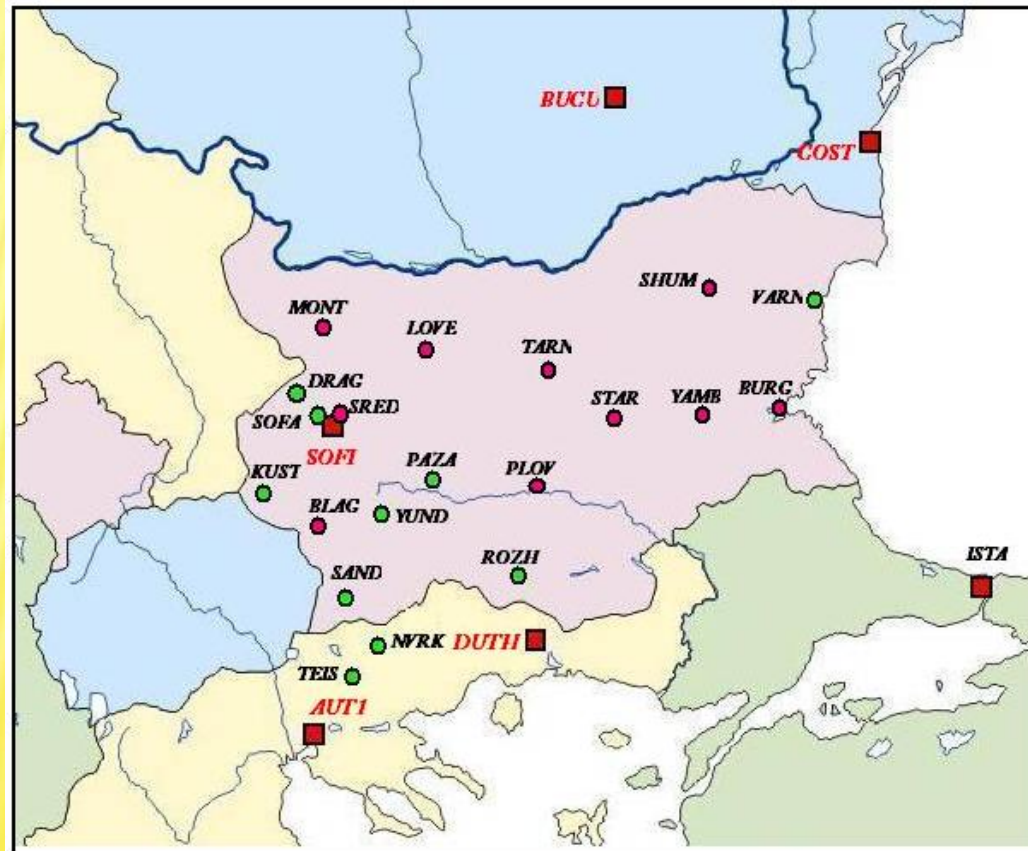 BUCU
COST
SHUM
VARN
MONT
LOVE
TARN
DRAG
SRED
SOFA
STAR
YAMB
BURG
SOFI
KUST
PAZA
PLOV
BLAG
YUND
ROZH
SAND
ISTA
NVRK
DUTH
TEIS
AUT1